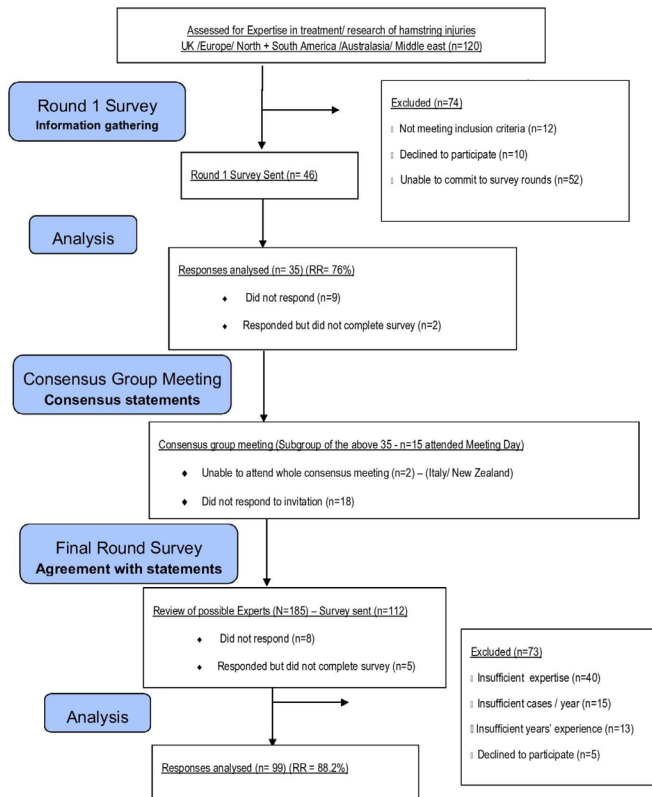 Assessed for Expertise in treatment/ research of hamstring injuries
UK /Europe/ North + South America /Australasia/ Middle east (n=120)
Round 1 Survey
Information gathering
Excluded (n=74)
▯ Not meeting inclusion criteria (n=12)
▯ Declined to participate (n=10)
▯ Unable to commit to survey rounds (n=52)
Round 1 Survey Sent (n= 46)
Analysis
Responses analysed (n= 35) (RR= 76%)
♦ Did not respond (n=9)
♦ Responded but did not complete survey (n=2)
Consensus Group Meeting
Consensus statements
Consensus group meeting (Subgroup of the above 35 - n=15 attended Meeting Day)
♦ Unable to attend whole consensus meeting (n=2) – (Italy/ New Zealand)
♦ Did not respond to invitation (n=18)
Final Round Survey
Agreement with statements
Review of possible Experts (N=185) – Survey sent (n=112)
♦ Did not respond (n=8)
♦ Responded but did not complete survey (n=5)
Excluded (n=73)
▯ Insufficient expertise (n=40)
▯ Insufficient cases / year (n=15)
▯ Insufficient years' experience (n=13)
▯ Declined to participate (n=5)
Analysis
Responses analysed (n= 99) (RR = 88.2%)